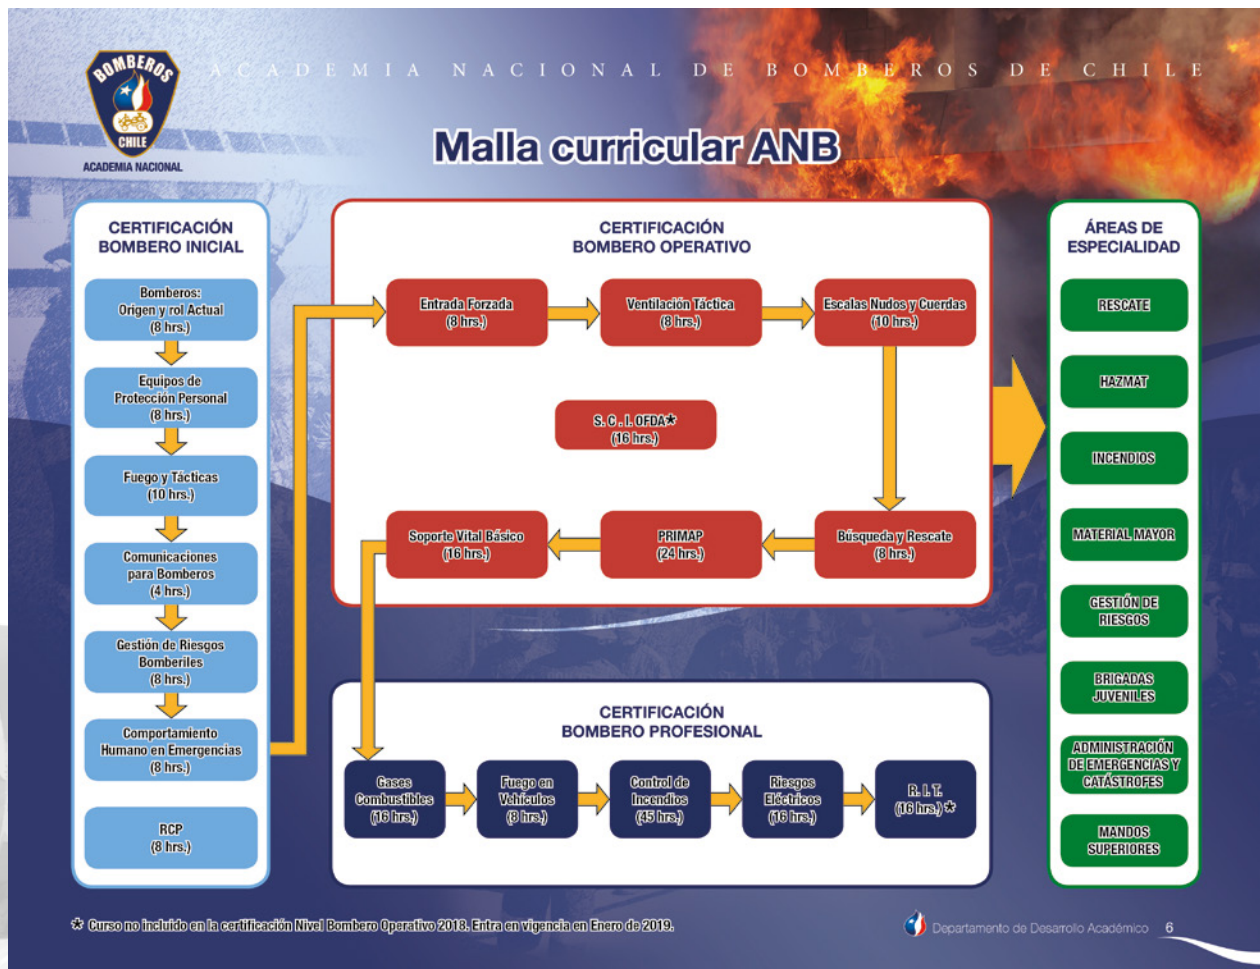 BOMBEROS
CHILE
ACADEMIA NACIONAL
ACADEMIA NACIONAL DE BOMBEROS DE CHILE
Malla curricular ANB
CERTIFICACIÓN
BOMBERO INICIAL
Bomberos:
Origen y rol Actual
(8 hrs.)
Equipos de
Protección Personal
(8 hrs.)
Fuego y Tácticas
(10 hrs.)
Comunicaciones
para Bomberos
(4 hrs.)
Gestión de Riesgos
Bomberiles
(8 hrs.)
Comportamiento
Humano en Emergencias
(8 hrs.)
RCP
(8 hrs.)
CERTIFICACIÓN
BOMBERO OPERATIVO
Entrada Forzada
(8 hrs.)
Ventilación Táctica
(8 hrs.)
Escalas Nudos y Cuerdas
(10 hrs.)
S. C . I. OFDA*
(16 hrs.)
Soporte Vital Básico
(16 hrs.)
PRIMAP
(24 hrs.)
Búsqueda y Rescate
(8 hrs.)
CERTIFICACIÓN
BOMBERO PROFESIONAL
Gases
Combustibles
(16 hrs.)
Fuego en
Vehículos
(8 hrs.)
Control de
Incendios
(45 hrs.)
Riesgos
Eléctricos
(16 hrs.)
R. I. T.
(16 hrs.) *
ÁREAS DE
ESPECIALIDAD
RESCATE
HAZMAT
INCENDIOS
MATERIAL MAYOR
GESTIÓN DE
RIESGOS
BRIGADAS
JUVENILES
ADMINISTRACIÓN
DE EMERGENCIAS Y
CATÁSTROFES
MANDOS
SUPERIORES
* Curso no incluido en la certificación Nivel Bombero Operativo 2018. Entra en vigencia en Enero de 2019.
Departamento de Desarrollo Académico 6